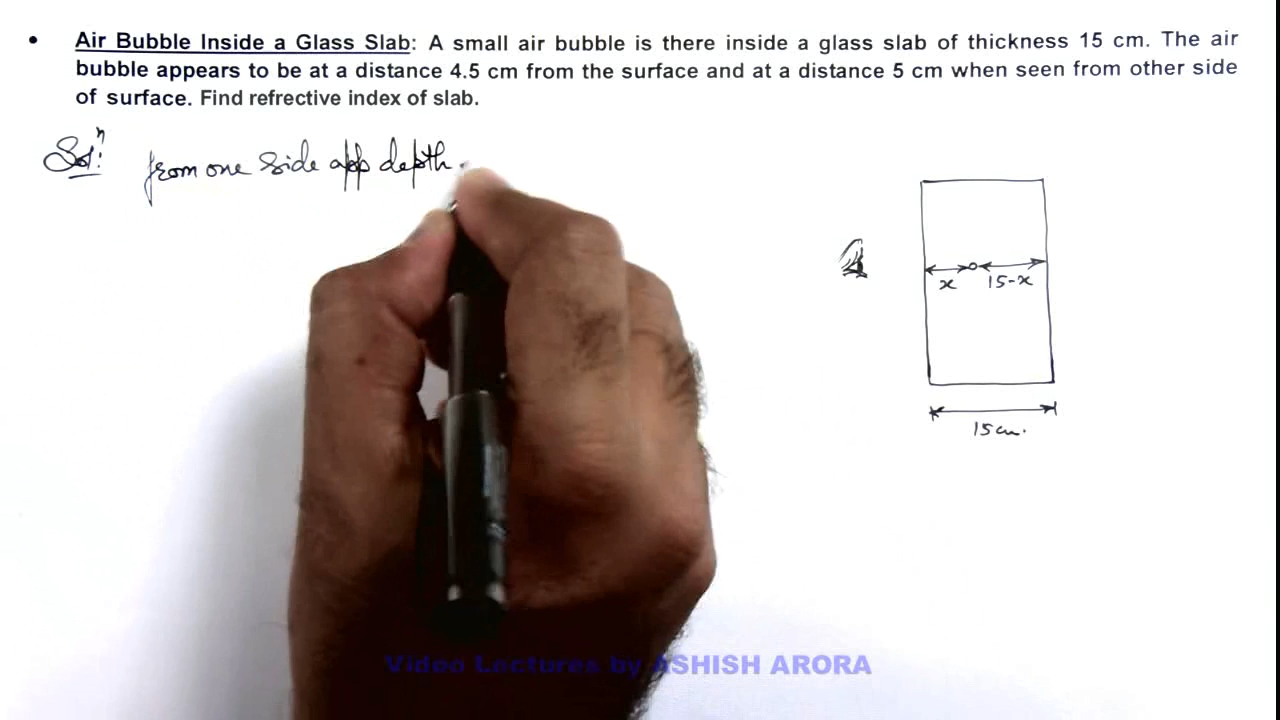 • Air Bubble Inside a Glass Slab: A small air bubble is there inside a glass slab of thickness 15 cm. The air
bubble appears to be at a distance 4.5 cm from the surface and at a distance 5 cm when seen from other side
of surface. Find refrective index of slab.
Solⁿ: from one side app depth
x 15-x
15cm.
Video Lectures by ASHISH ARORA